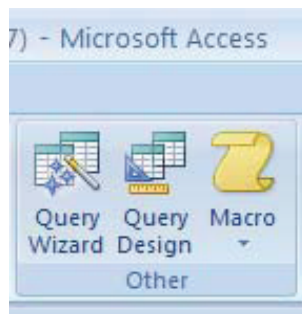 7) - Microsoft Access
Query Wizard
Query Design
Macro
Other